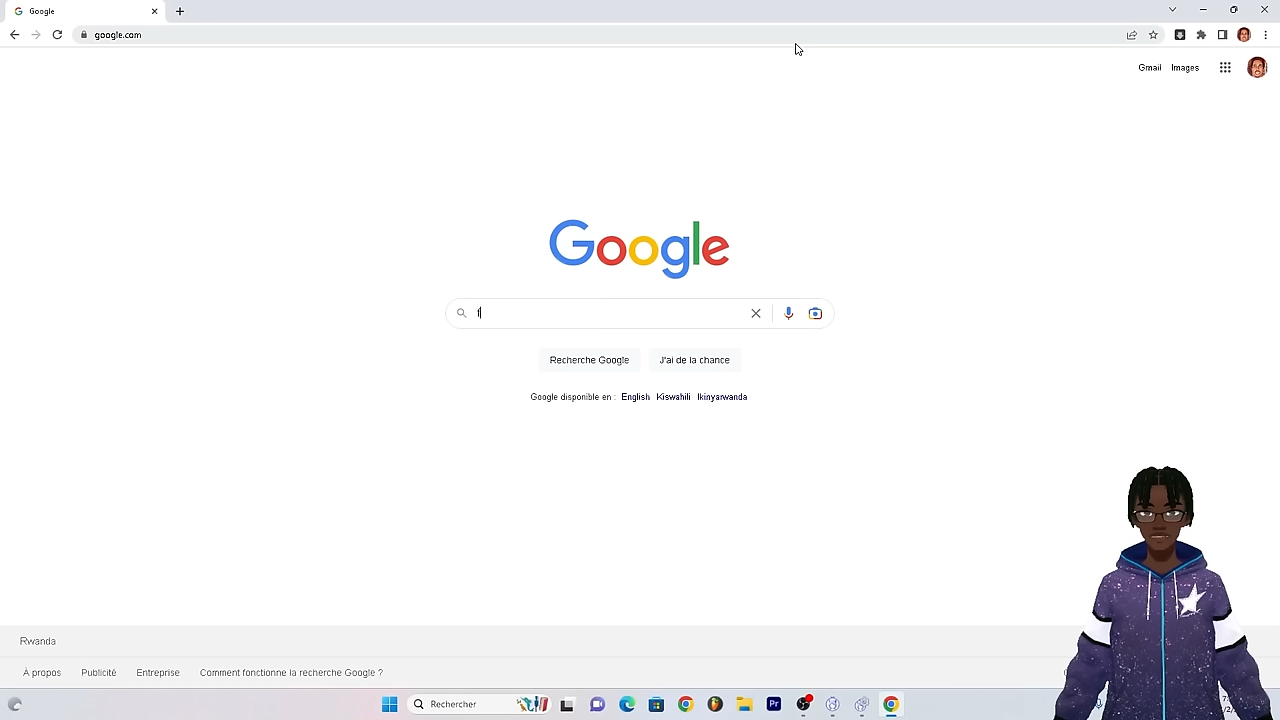 Google
google.com
Gmail Images
Google
f
Recherche Google J'ai de la chance
Google disponible en : English Kiswahili Ikinyarwanda
Rwanda
À propos Publicité Entreprise Comment fonctionne la recherche Google ?
Rechercher
Pr